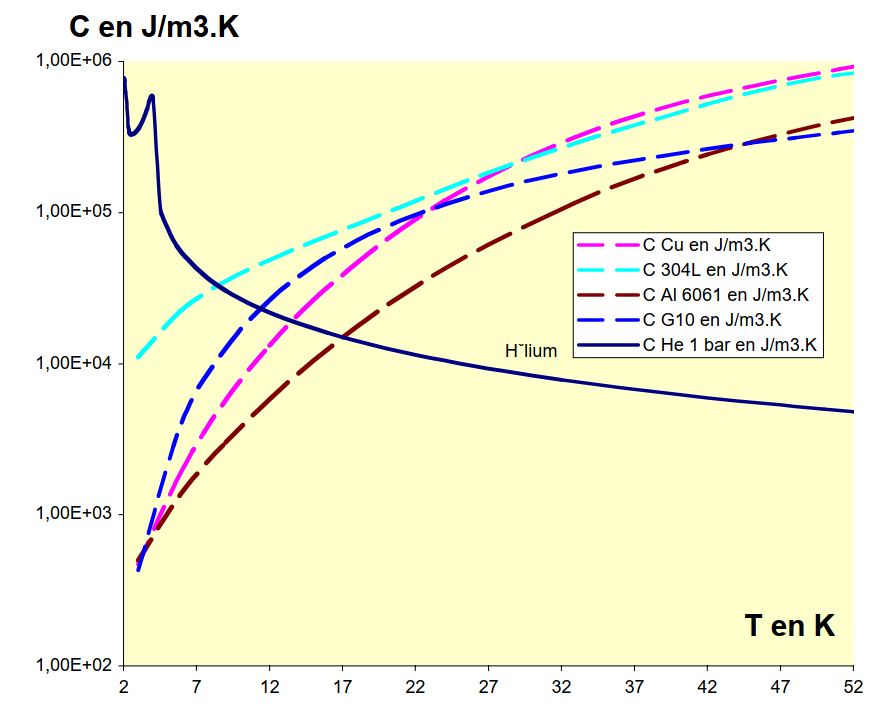 C en J/m3.K
1,00E+06
1,00E+05
1,00E+04
1,00E+03
1,00E+02
C Cu en J/m3.K
C 304L en J/m3.K
C Al 6061 en J/m3.K
C G10 en J/m3.K
C He 1 bar en J/m3.K
H˘lium
T en K
2 7 12 17 22 27 32 37 42 47 52